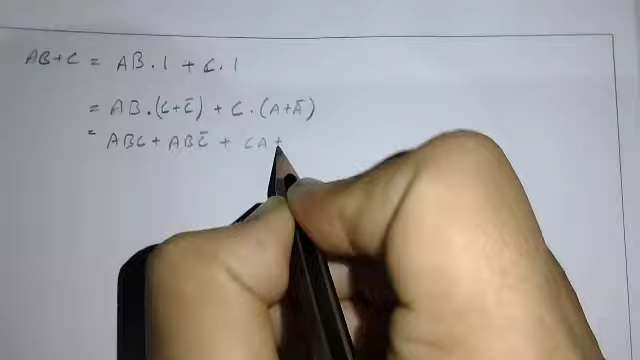 AB+C = AB.1 + C.1
= AB.(C+C̅) + C.(A+A̅)
= ABC + ABC̅ + CA +